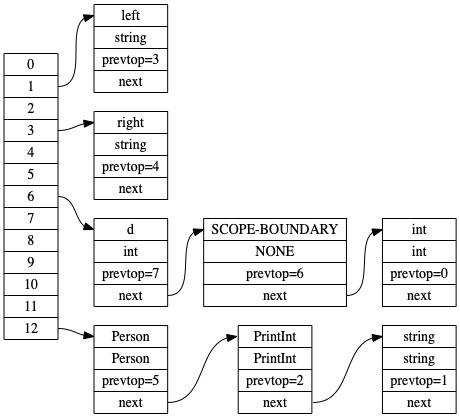 0
1
2
3
4
5
6
7
8
9
10
11
12
left
string
prevtop=3
next
right
string
prevtop=4
next
d
int
prevtop=7
next
SCOPE-BOUNDARY
NONE
prevtop=6
next
int
int
prevtop=0
next
Person
Person
prevtop=5
next
PrintInt
PrintInt
prevtop=2
next
string
string
prevtop=1
next